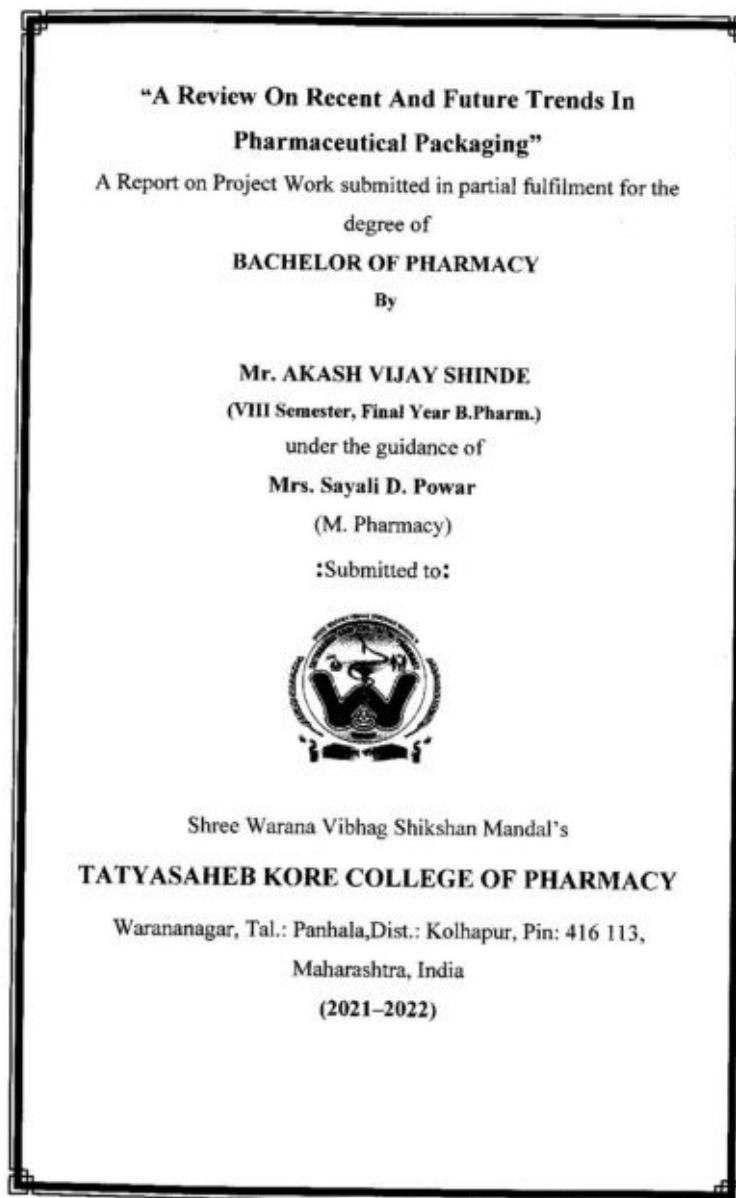 “A Review On Recent And Future Trends In
Pharmaceutical Packaging”
A Report on Project Work submitted in partial fulfilment for the
degree of
BACHELOR OF PHARMACY
By
Mr. AKASH VIJAY SHINDE
(VIII Semester, Final Year B.Pharm.)
under the guidance of
Mrs. Sayali D. Powar
(M. Pharmacy)
:Submitted to:
Shree Warana Vibhag Shikshan Mandal’s
TATYASAHEB KORE COLLEGE OF PHARMACY
Warananagar, Tal.: Panhala,Dist.: Kolhapur, Pin: 416 113,
Maharashtra, India
(2021–2022)